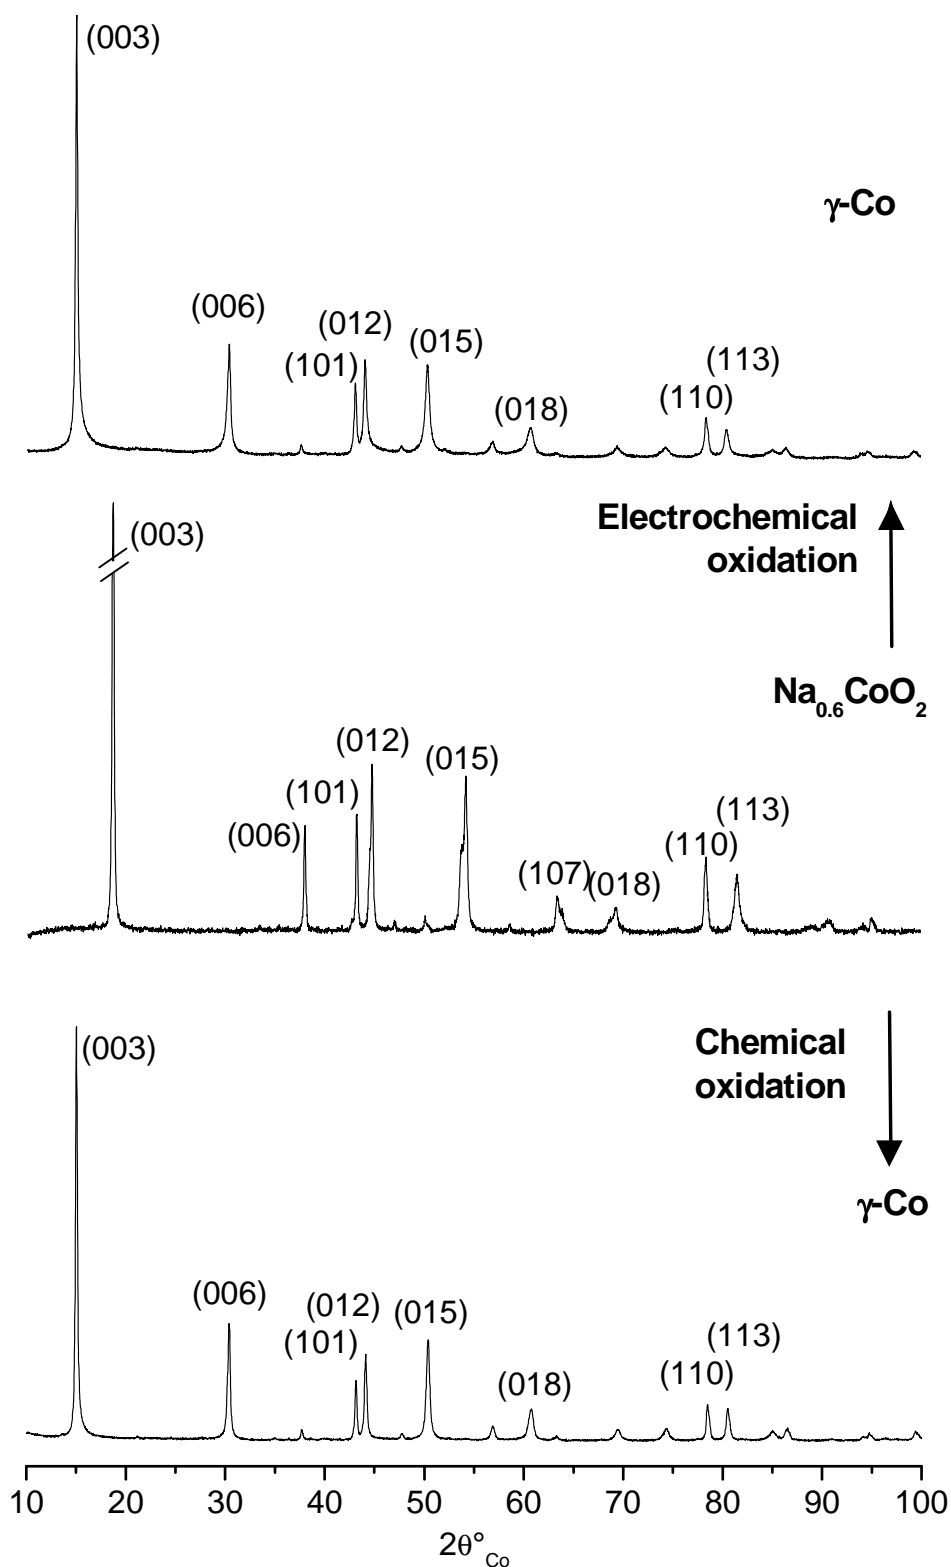 (003)
γ-Co
(006)
(012)
(101)
(015)
(113)
(110)
(018)
(003)
Electrochemical
oxidation
Na0.6CoO2
(012)
(015)
(101)
(006)
(113)
(110)
(107)
(018)
(003)
Chemical
oxidation
γ-Co
(006)
(012)
(015)
(101)
(113)
(110)
(018)
10 20 30 40 50 60 70 80 90 100
2θ°Co